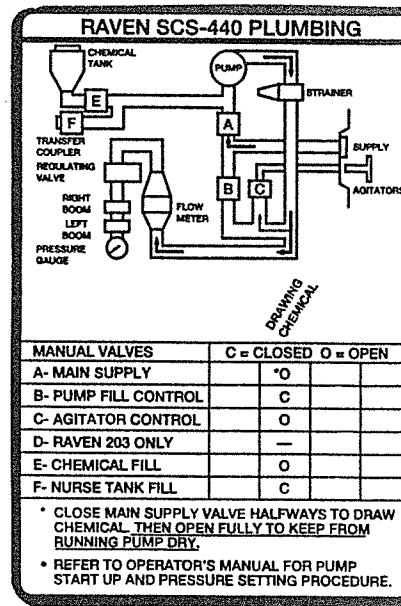 RAVEN SCS-440 PLUMBING
CHEMICAL
TANK
PUMP
STRAINER
E
F
A
TRANSFER
COUPLER
SUPPLY
REGULATING
VALVE
B
C
AGITATORS
RIGHT
BOOM
FLOW
METER
LEFT
BOOM
PRESSURE
GAUGE
DRAWING
CHEMICAL
MANUAL VALVES C = CLOSED O = OPEN
A- MAIN SUPPLY *O
B- PUMP FILL CONTROL C
C- AGITATOR CONTROL O
D- RAVEN 203 ONLY —
E- CHEMICAL FILL O
F- NURSE TANK FILL C
* CLOSE MAIN SUPPLY VALVE HALFWAYS TO DRAW
CHEMICAL THEN OPEN FULLY TO KEEP FROM
RUNNING PUMP DRY.
• REFER TO OPERATOR'S MANUAL FOR PUMP
START UP AND PRESSURE SETTING PROCEDURE.